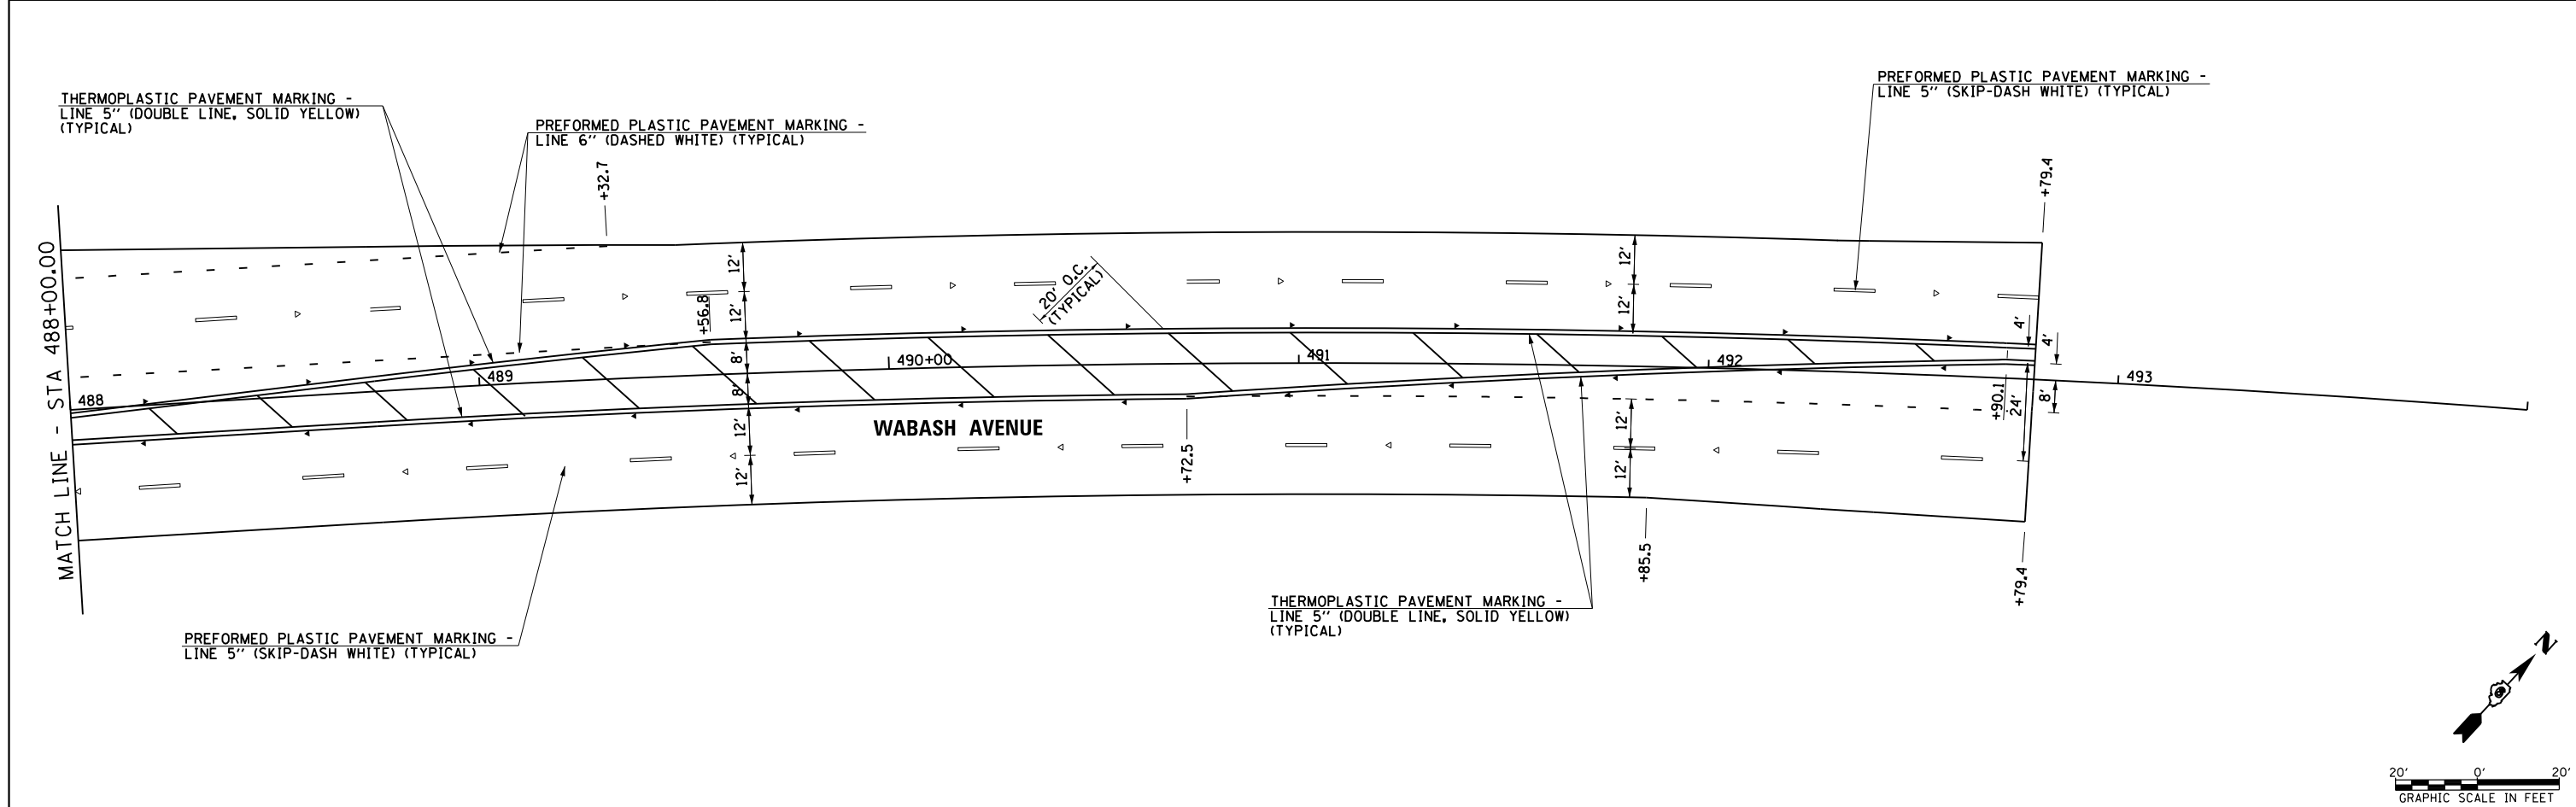 PREFORMED PLASTIC PAVEMENT MARKING -
LINE 5" (SKIP-DASH WHITE) (TYPICAL)
THERMOPLASTIC PAVEMENT MARKING -
LINE 5" (DOUBLE LINE, SOLID YELLOW)
(TYPICAL)
PREFORMED PLASTIC PAVEMENT MARKING -
LINE 6" (DASHED WHITE) (TYPICAL)
+32.7
+79.4
MATCH LINE - STA 488+00.00
12'
12'
+56.8
20' O.C.
(TYPICAL)
12'
12'
4'
4'
8'
8'
488
489
490+00
491
492
493
12'
12'
WABASH AVENUE
+72.5
12'
12'
+90.1
24'
8'
+85.5
+79.4
THERMOPLASTIC PAVEMENT MARKING -
LINE 5" (DOUBLE LINE, SOLID YELLOW)
(TYPICAL)
PREFORMED PLASTIC PAVEMENT MARKING -
LINE 5" (SKIP-DASH WHITE) (TYPICAL)
N
20' 0' 20'
GRAPHIC SCALE IN FEET